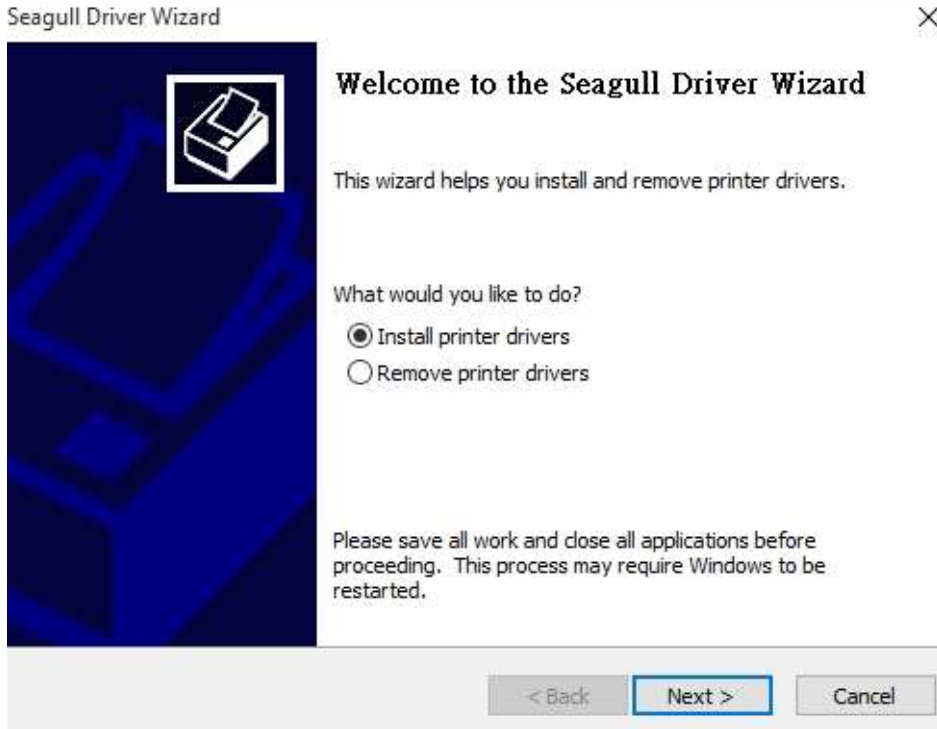 Seagull Driver Wizard
Welcome to the Seagull Driver Wizard
This wizard helps you install and remove printer drivers.
What would you like to do?
Install printer drivers
Remove printer drivers
Please save all work and close all applications before
proceeding. This process may require Windows to be
restarted.
< Back Next > Cancel